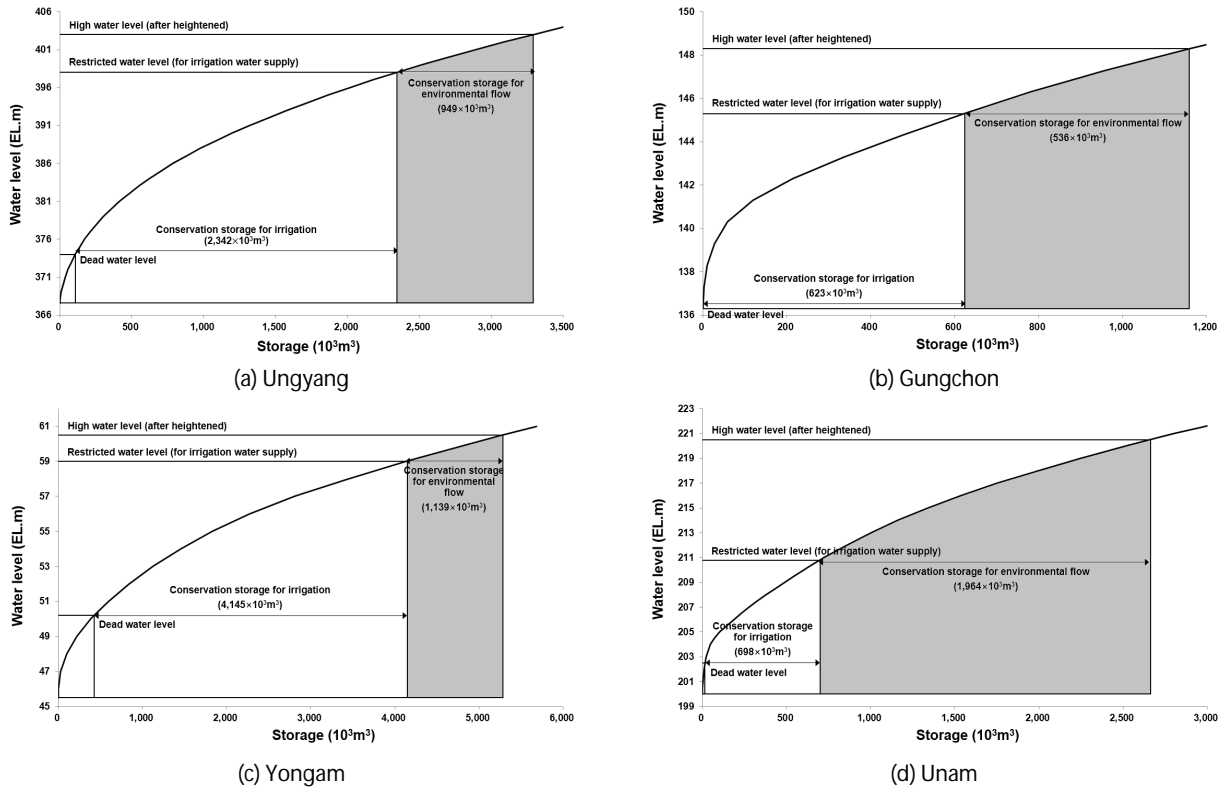 406
401
396
391
386
381
376
371
366
Water level (EL.m)
High water level (after heightened)
Restricted water level (for irrigation water supply)
Conservation storage for
environmental flow
(949×10³m³)
Conservation storage for irrigation
(2,342×10³m³)
Dead water level
0
500
1,000
1,500
2,000
2,500
3,000
3,500
Storage (10³m³)
(a) Ungyang
150
148
146
144
142
140
138
136
Water level (EL.m)
High water level (after heightened)
Restricted water level (for irrigation water supply)
Conservation storage for environmental flow
(536×10³m³)
Conservation storage for irrigation
(623×10³m³)
Dead water level
0
200
400
600
800
1,000
1,200
Storage (10³m³)
(b) Gungchon
61
59
57
55
53
51
49
47
45
Water level (EL.m)
High water level (after heightened)
Restricted water level (for irrigation water supply)
Conservation storage
for environmental
flow
(1,139×10³m³)
Conservation storage for irrigation
(4,145×10³m³)
Dead water level
0
1,000
2,000
3,000
4,000
5,000
6,000
Storage (10³m³)
(c) Yongam
223
221
219
217
215
213
211
209
207
205
203
201
199
Water level (EL.m)
High water level (after heightened)
Restricted water level (for irrigation water supply)
Conservation storage for environmental flow
(1,964×10³m³)
Conservation storage
for irrigation
(698×10³m³)
Dead water level
0
500
1,000
1,500
2,000
2,500
3,000
Storage (10³m³)
(d) Unam